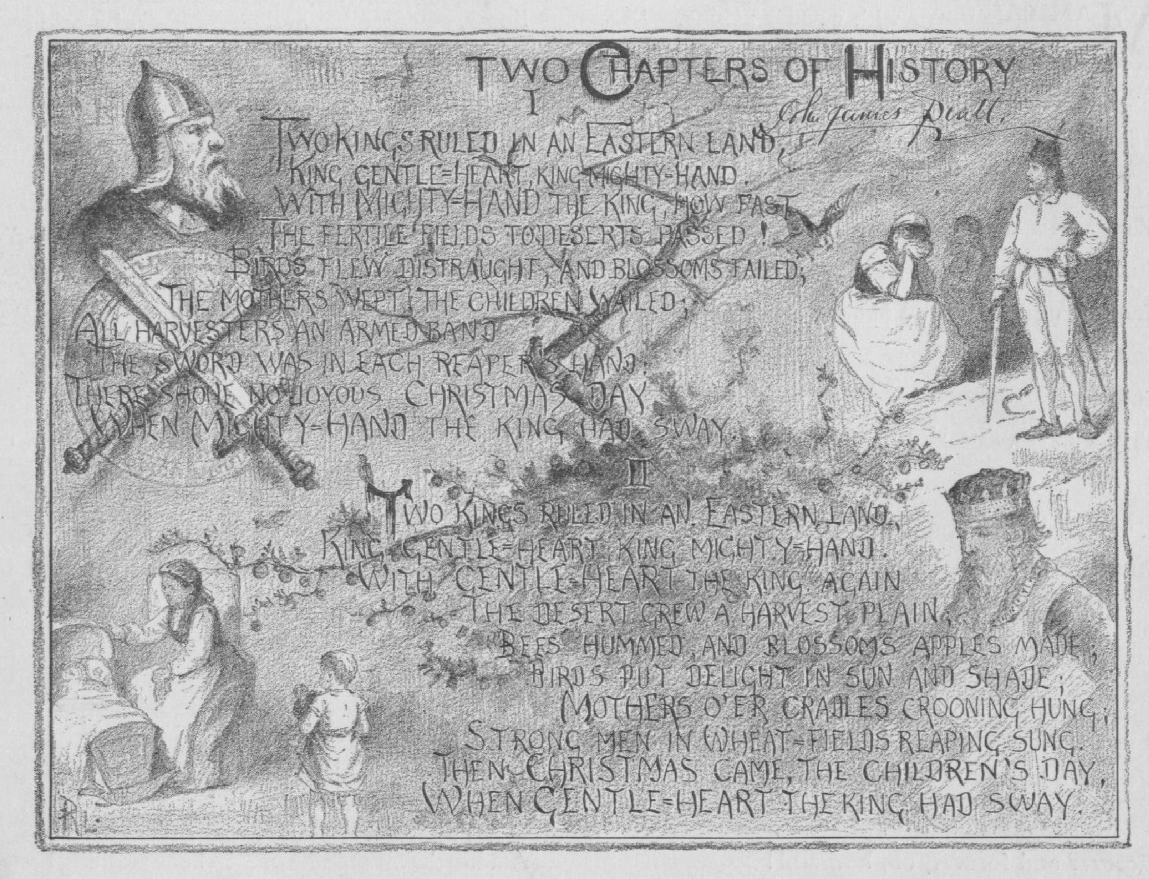 TWO CHAPTERS OF HISTORY
John James Piatt.
I
TWO KINGS RULED IN AN EASTERN LAND,
KING GENTLE=HEART, KING MIGHTY=HAND.
WITH MIGHTY=HAND THE KING, HOW FAST
THE FERTILE FIELDS TO DESERTS PASSED!
BIRDS FLEW DISTRAUGHT, AND BLOSSOMS FAILED;
THE MOTHERS WEPT; THE CHILDREN WAILED;
ALL HARVESTERS AN ARMED BAND
THE SWORD WAS IN EACH REAPER'S HAND:
THERE SHONE NO JOYOUS CHRISTMAS DAY
WHEN MIGHTY=HAND THE KING HAD SWAY.
II
TWO KINGS RULED IN AN EASTERN LAND,
KING GENTLE=HEART, KING MIGHTY=HAND.
WITH GENTLE=HEART THE KING AGAIN
THE DESERT GREW A HARVEST PLAIN,
BEES HUMMED, AND BLOSSOMS APPLES MADE;
BIRDS PUT DELIGHT IN SUN AND SHADE;
MOTHERS O'ER CRADLES CROONING HUNG;
STRONG MEN IN WHEAT=FIELDS REAPING SUNG.
THEN CHRISTMAS CAME, THE CHILDREN'S DAY,
WHEN GENTLE=HEART THE KING HAD SWAY.